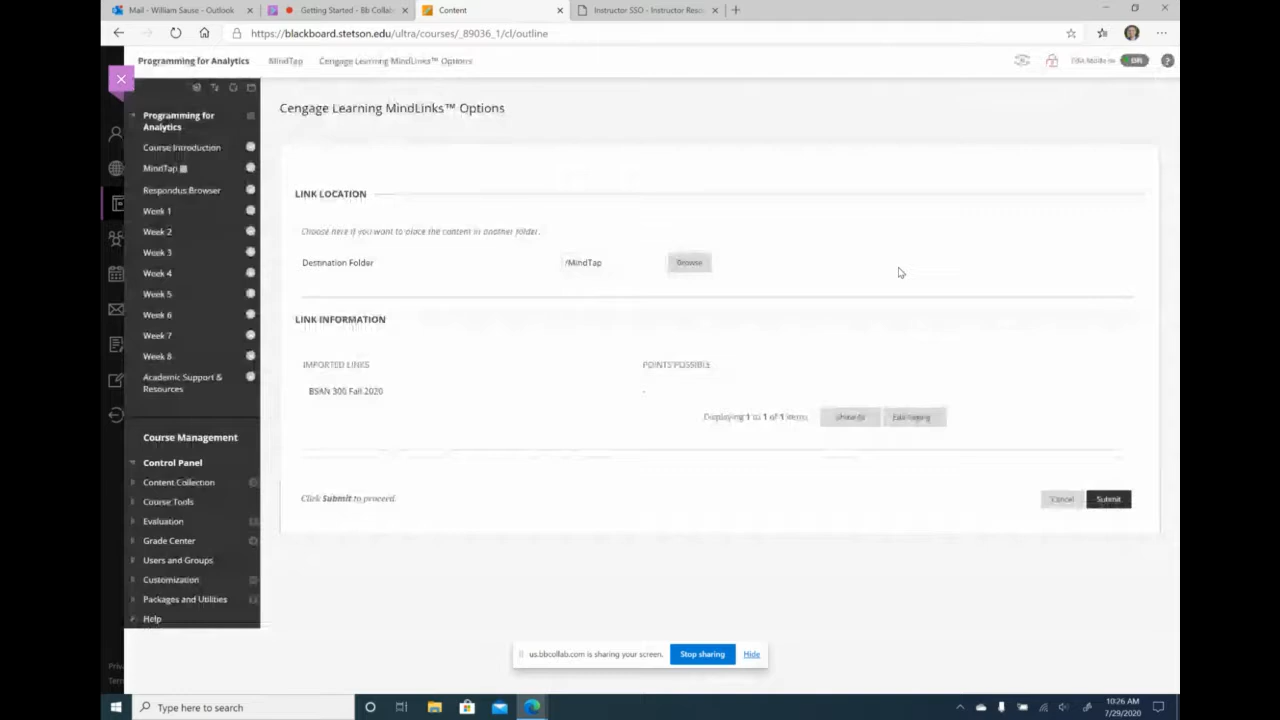 Mail - William Sause - Outlook
Getting Started - Bb Collab
Content
Instructor SSO - Instructor Reso
https://blackboard.stetson.edu/ultra/courses/_89036_1/cl/outline
Programming for Analytics
MindTap
Cengage Learning MindLinks™ Options
Programming for
Analytics
Course Introduction
MindTap
Respondus Browser
Week 1
Week 2
Week 3
Week 4
Week 5
Week 6
Week 7
Week 8
Academic Support &
Resources
Course Management
Control Panel
Content Collection
Course Tools
Evaluation
Grade Center
Users and Groups
Customization
Packages and Utilities
Help
Cengage Learning MindLinks™ Options
LINK LOCATION
Choose here if you want to place the content in another folder.
Destination Folder
/MindTap
Browse
LINK INFORMATION
IMPORTED LINKS
POINTS POSSIBLE
BSAN 300 Fall 2020
-
Displaying 1 to 1 of 1 items
Show All
Edit Paging
Click Submit to proceed.
Cancel
Submit
us.bbcollab.com is sharing your screen.
Stop sharing
Hide
Type here to search
10:26 AM
7/29/2020